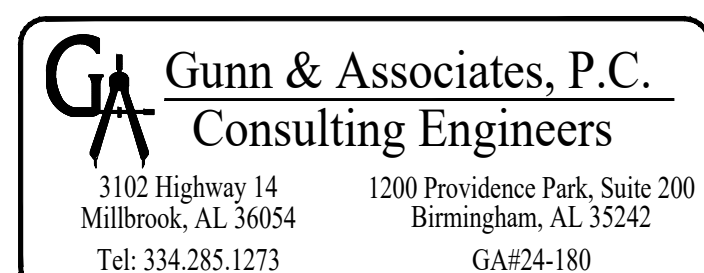 GA
Gunn & Associates, P.C.
Consulting Engineers
3102 Highway 14
Millbrook, AL 36054
Tel: 334.285.1273
1200 Providence Park, Suite 200
Birmingham, AL 35242
GA#24-180